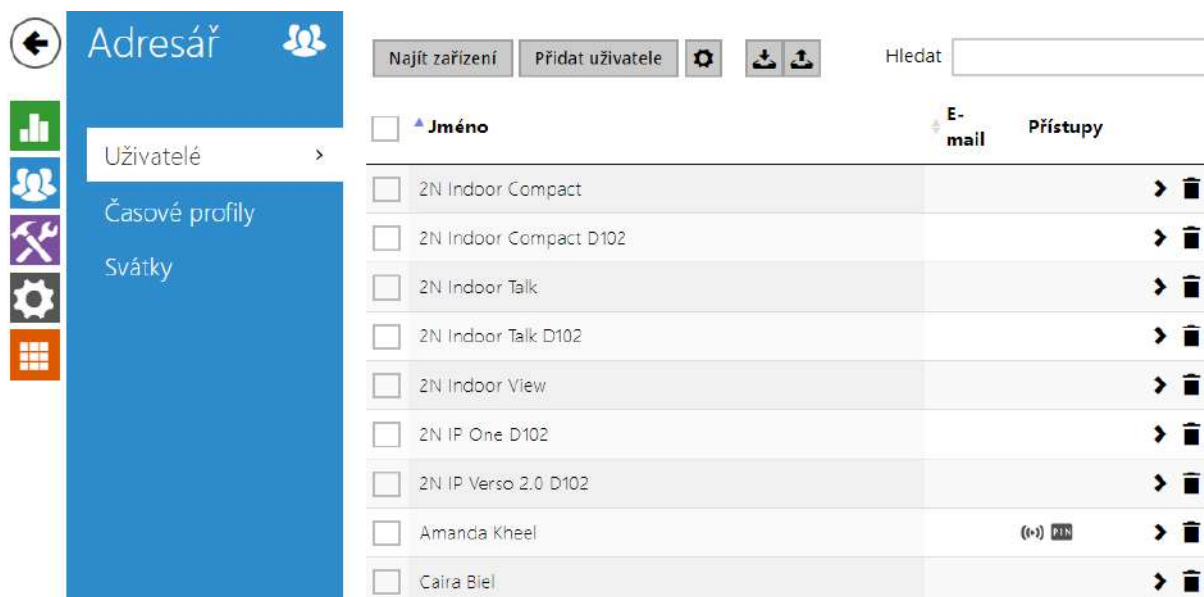 Adresář
Uživatelé
Časové profily
Svátky
Najít zařízení Přidat uživatele Hledat
Jméno E-mail Přístupy
2N Indoor Compact
2N Indoor Compact D102
2N Indoor Talk
2N Indoor Talk D102
2N Indoor View
2N IP One D102
2N IP Verso 2.0 D102
Amanda Kheel PIN
Caira Biel